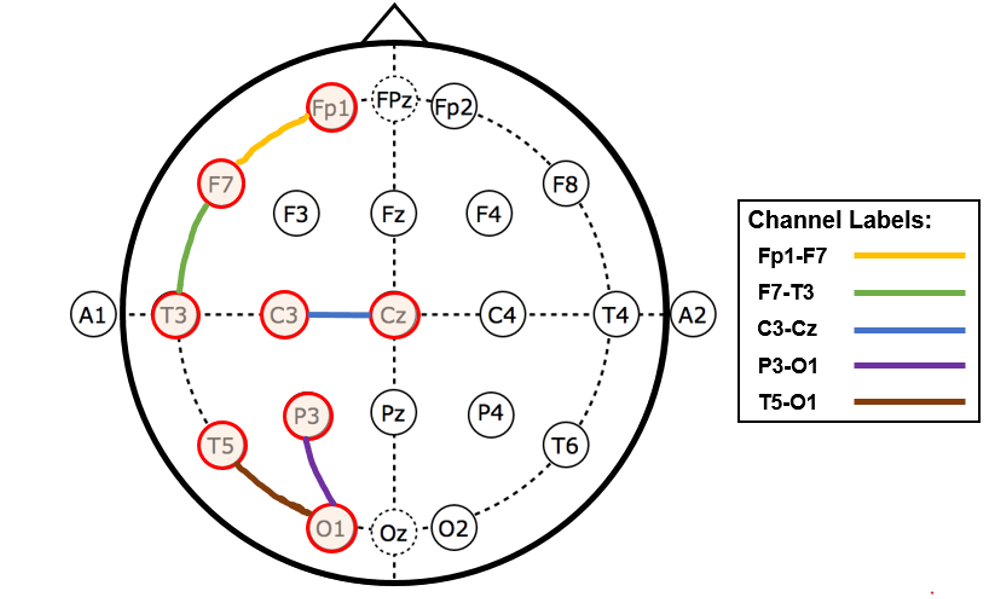 Fp1 FPz Fp2
F7 F8
F3 Fz F4
A1 T3 C3 Cz C4 T4 A2
P3 Pz P4
T5 T6
O1 Oz O2
Channel Labels:
Fp1-F7
F7-T3
C3-Cz
P3-O1
T5-O1